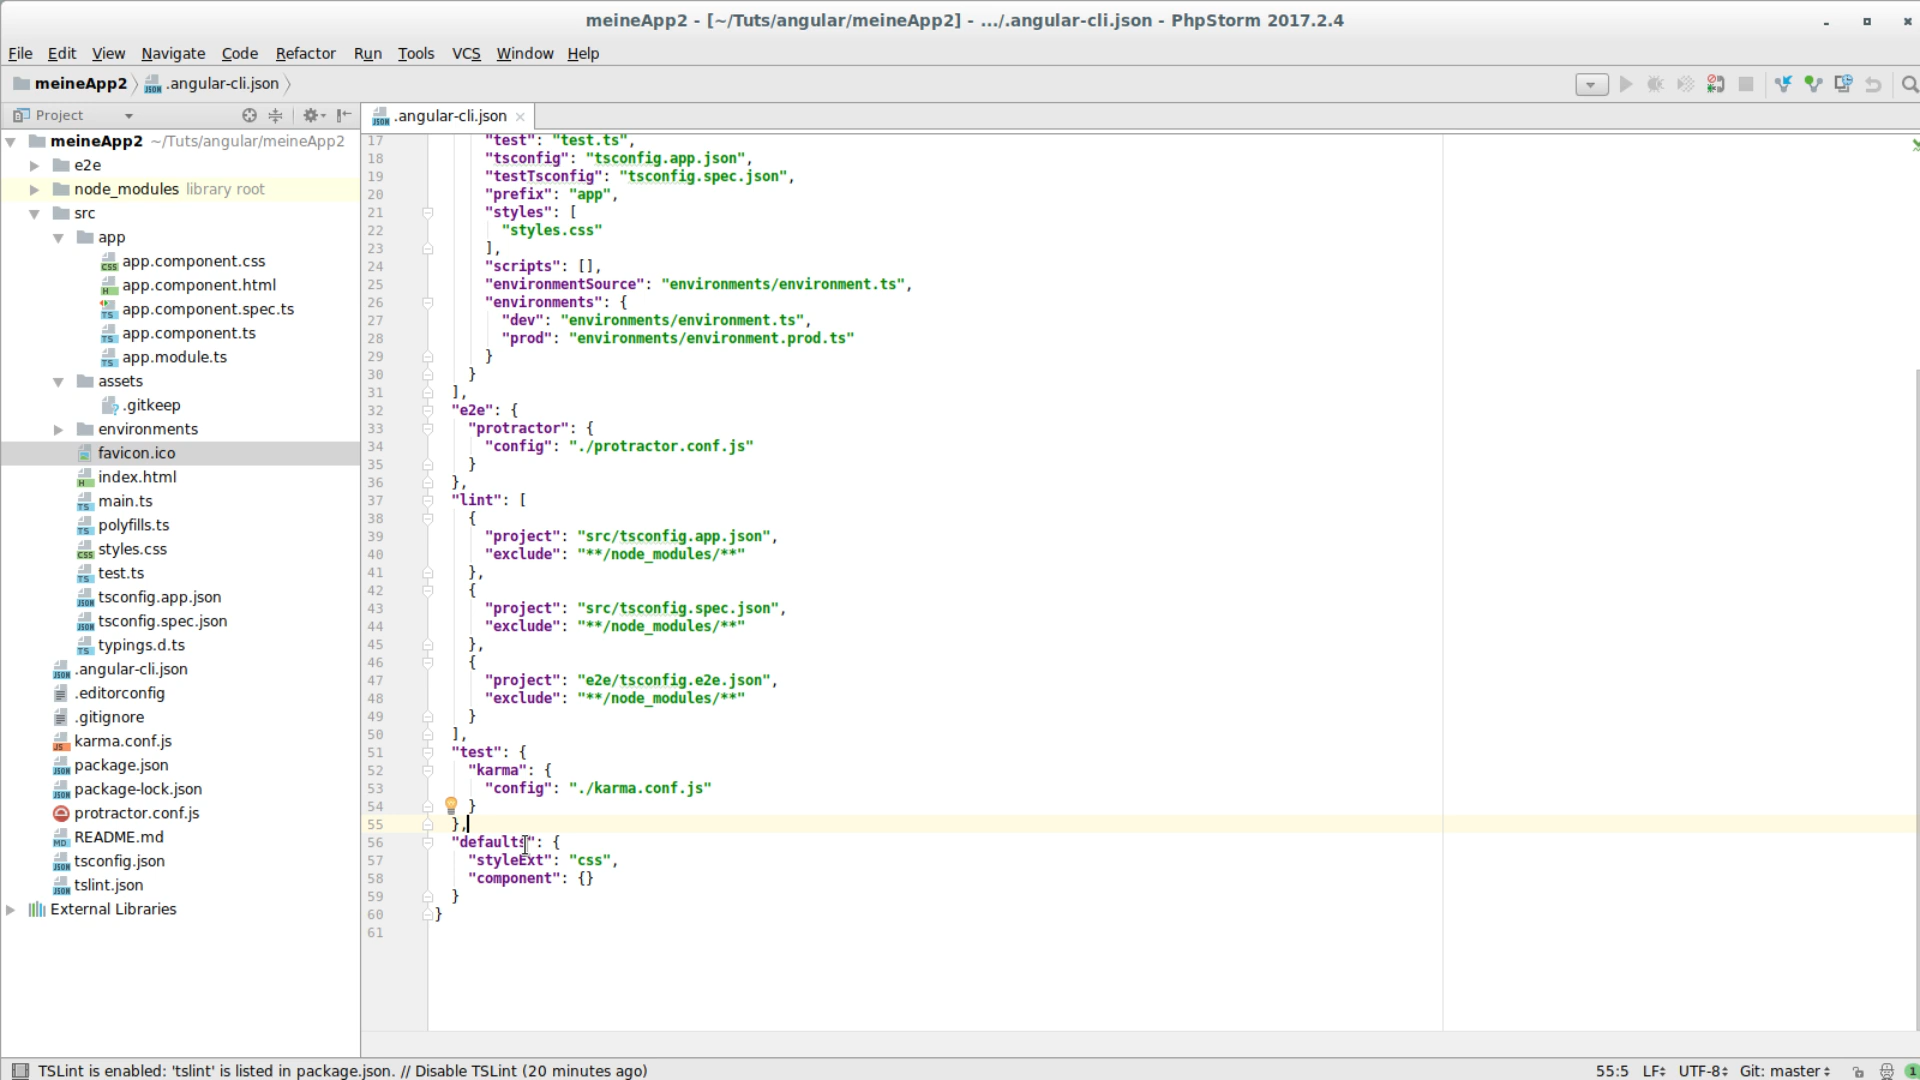 meineApp2 - [~/Tuts/angular/meineApp2] - .../.angular-cli.json - PhpStorm 2017.2.4
File Edit View Navigate Code Refactor Run Tools VCS Window Help
meineApp2 .angular-cli.json
Project
.angular-cli.json
meineApp2 ~/Tuts/angular/meineApp2
e2e
node_modules library root
src
app
app.component.css
app.component.html
app.component.spec.ts
app.component.ts
app.module.ts
assets
.gitkeep
environments
favicon.ico
index.html
main.ts
polyfills.ts
styles.css
test.ts
tsconfig.app.json
tsconfig.spec.json
typings.d.ts
.angular-cli.json
.editorconfig
.gitignore
karma.conf.js
package.json
package-lock.json
protractor.conf.js
README.md
tsconfig.json
tslint.json
External Libraries
17 "test": "test.ts",
18 "tsconfig": "tsconfig.app.json",
19 "testTsconfig": "tsconfig.spec.json",
20 "prefix": "app",
21 "styles": [
22 "styles.css"
23 ],
24 "scripts": [],
25 "environmentSource": "environments/environment.ts",
26 "environments": {
27 "dev": "environments/environment.ts",
28 "prod": "environments/environment.prod.ts"
29 }
30 }
31 ],
32 "e2e": {
33 "protractor": {
34 "config": "./protractor.conf.js"
35 }
36 },
37 "lint": [
38 {
39 "project": "src/tsconfig.app.json",
40 "exclude": "**/node_modules/**"
41 },
42 {
43 "project": "src/tsconfig.spec.json",
44 "exclude": "**/node_modules/**"
45 },
46 {
47 "project": "e2e/tsconfig.e2e.json",
48 "exclude": "**/node_modules/**"
49 }
50 ],
51 "test": {
52 "karma": {
53 "config": "./karma.conf.js"
54 }
55 },
56 "defaults": {
57 "styleExt": "css",
58 "component": {}
59 }
60 }
61
TSLint is enabled: 'tslint' is listed in package.json. // Disable TSLint (20 minutes ago) 55:5 LF UTF-8 Git: master 1